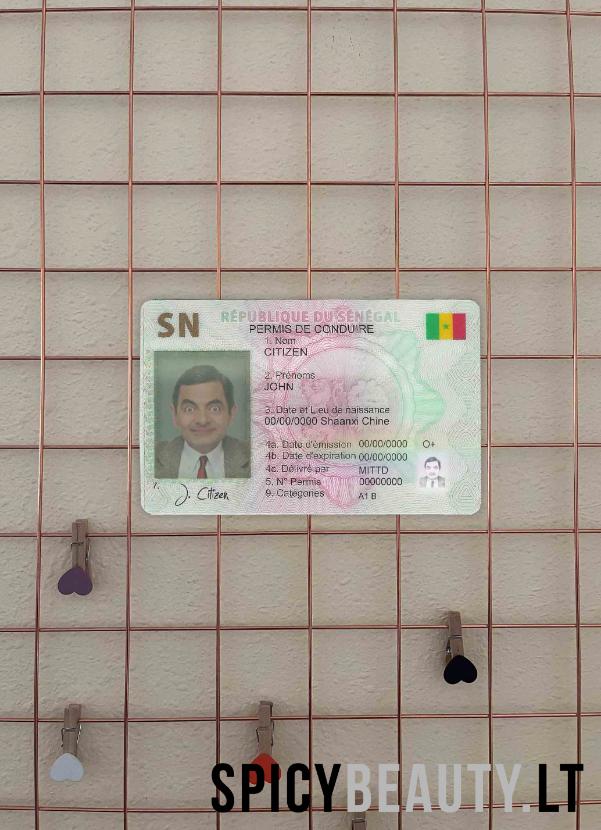 SN
RÉPUBLIQUE DU SÉNÉGAL
PERMIS DE CONDUIRE
1. Nom
CITIZEN
2. Prénoms
JOHN
3. Date et Lieu de naissance
00/00/0000 Shaanxi Chine
4a. Date d'émission 00/00/0000 O+
4b. Date d'expiration 00/00/0000
4c. Délivré par MITTD
5. N° Permis 00000000
9. Catégories A1 B
7. J. Citizen
SPICYBEAUTY.LT